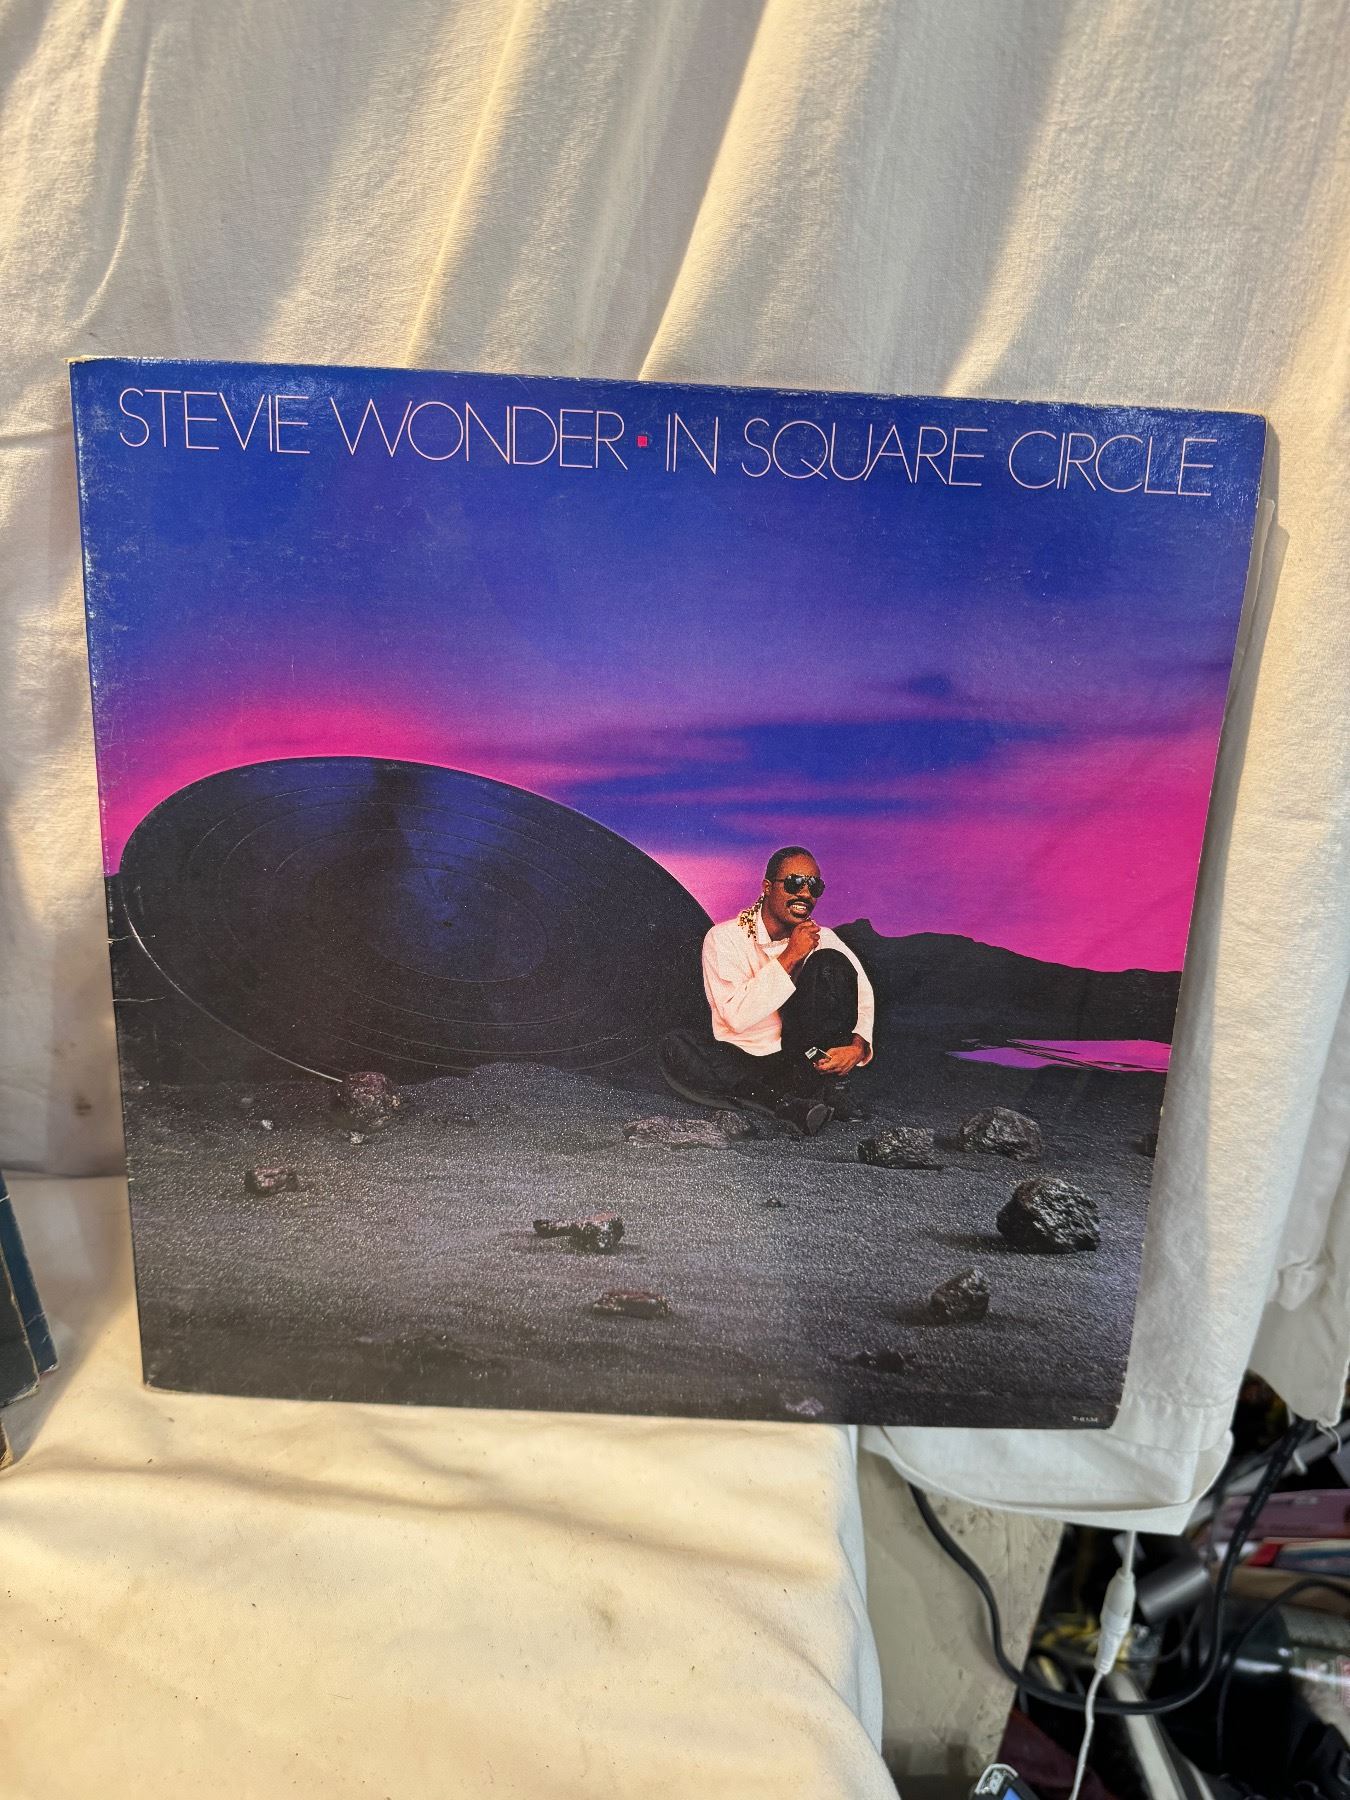 STEVIE WONDER ▪ IN SQUARE CIRCLE